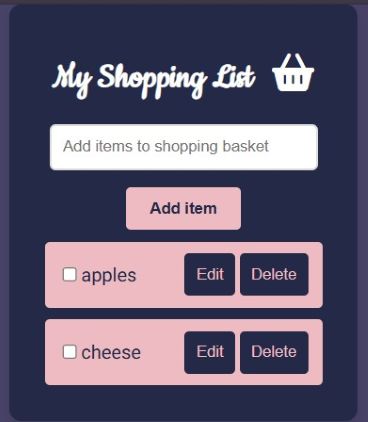 My Shopping List
Add items to shopping basket
Add item
apples Edit Delete
cheese Edit Delete